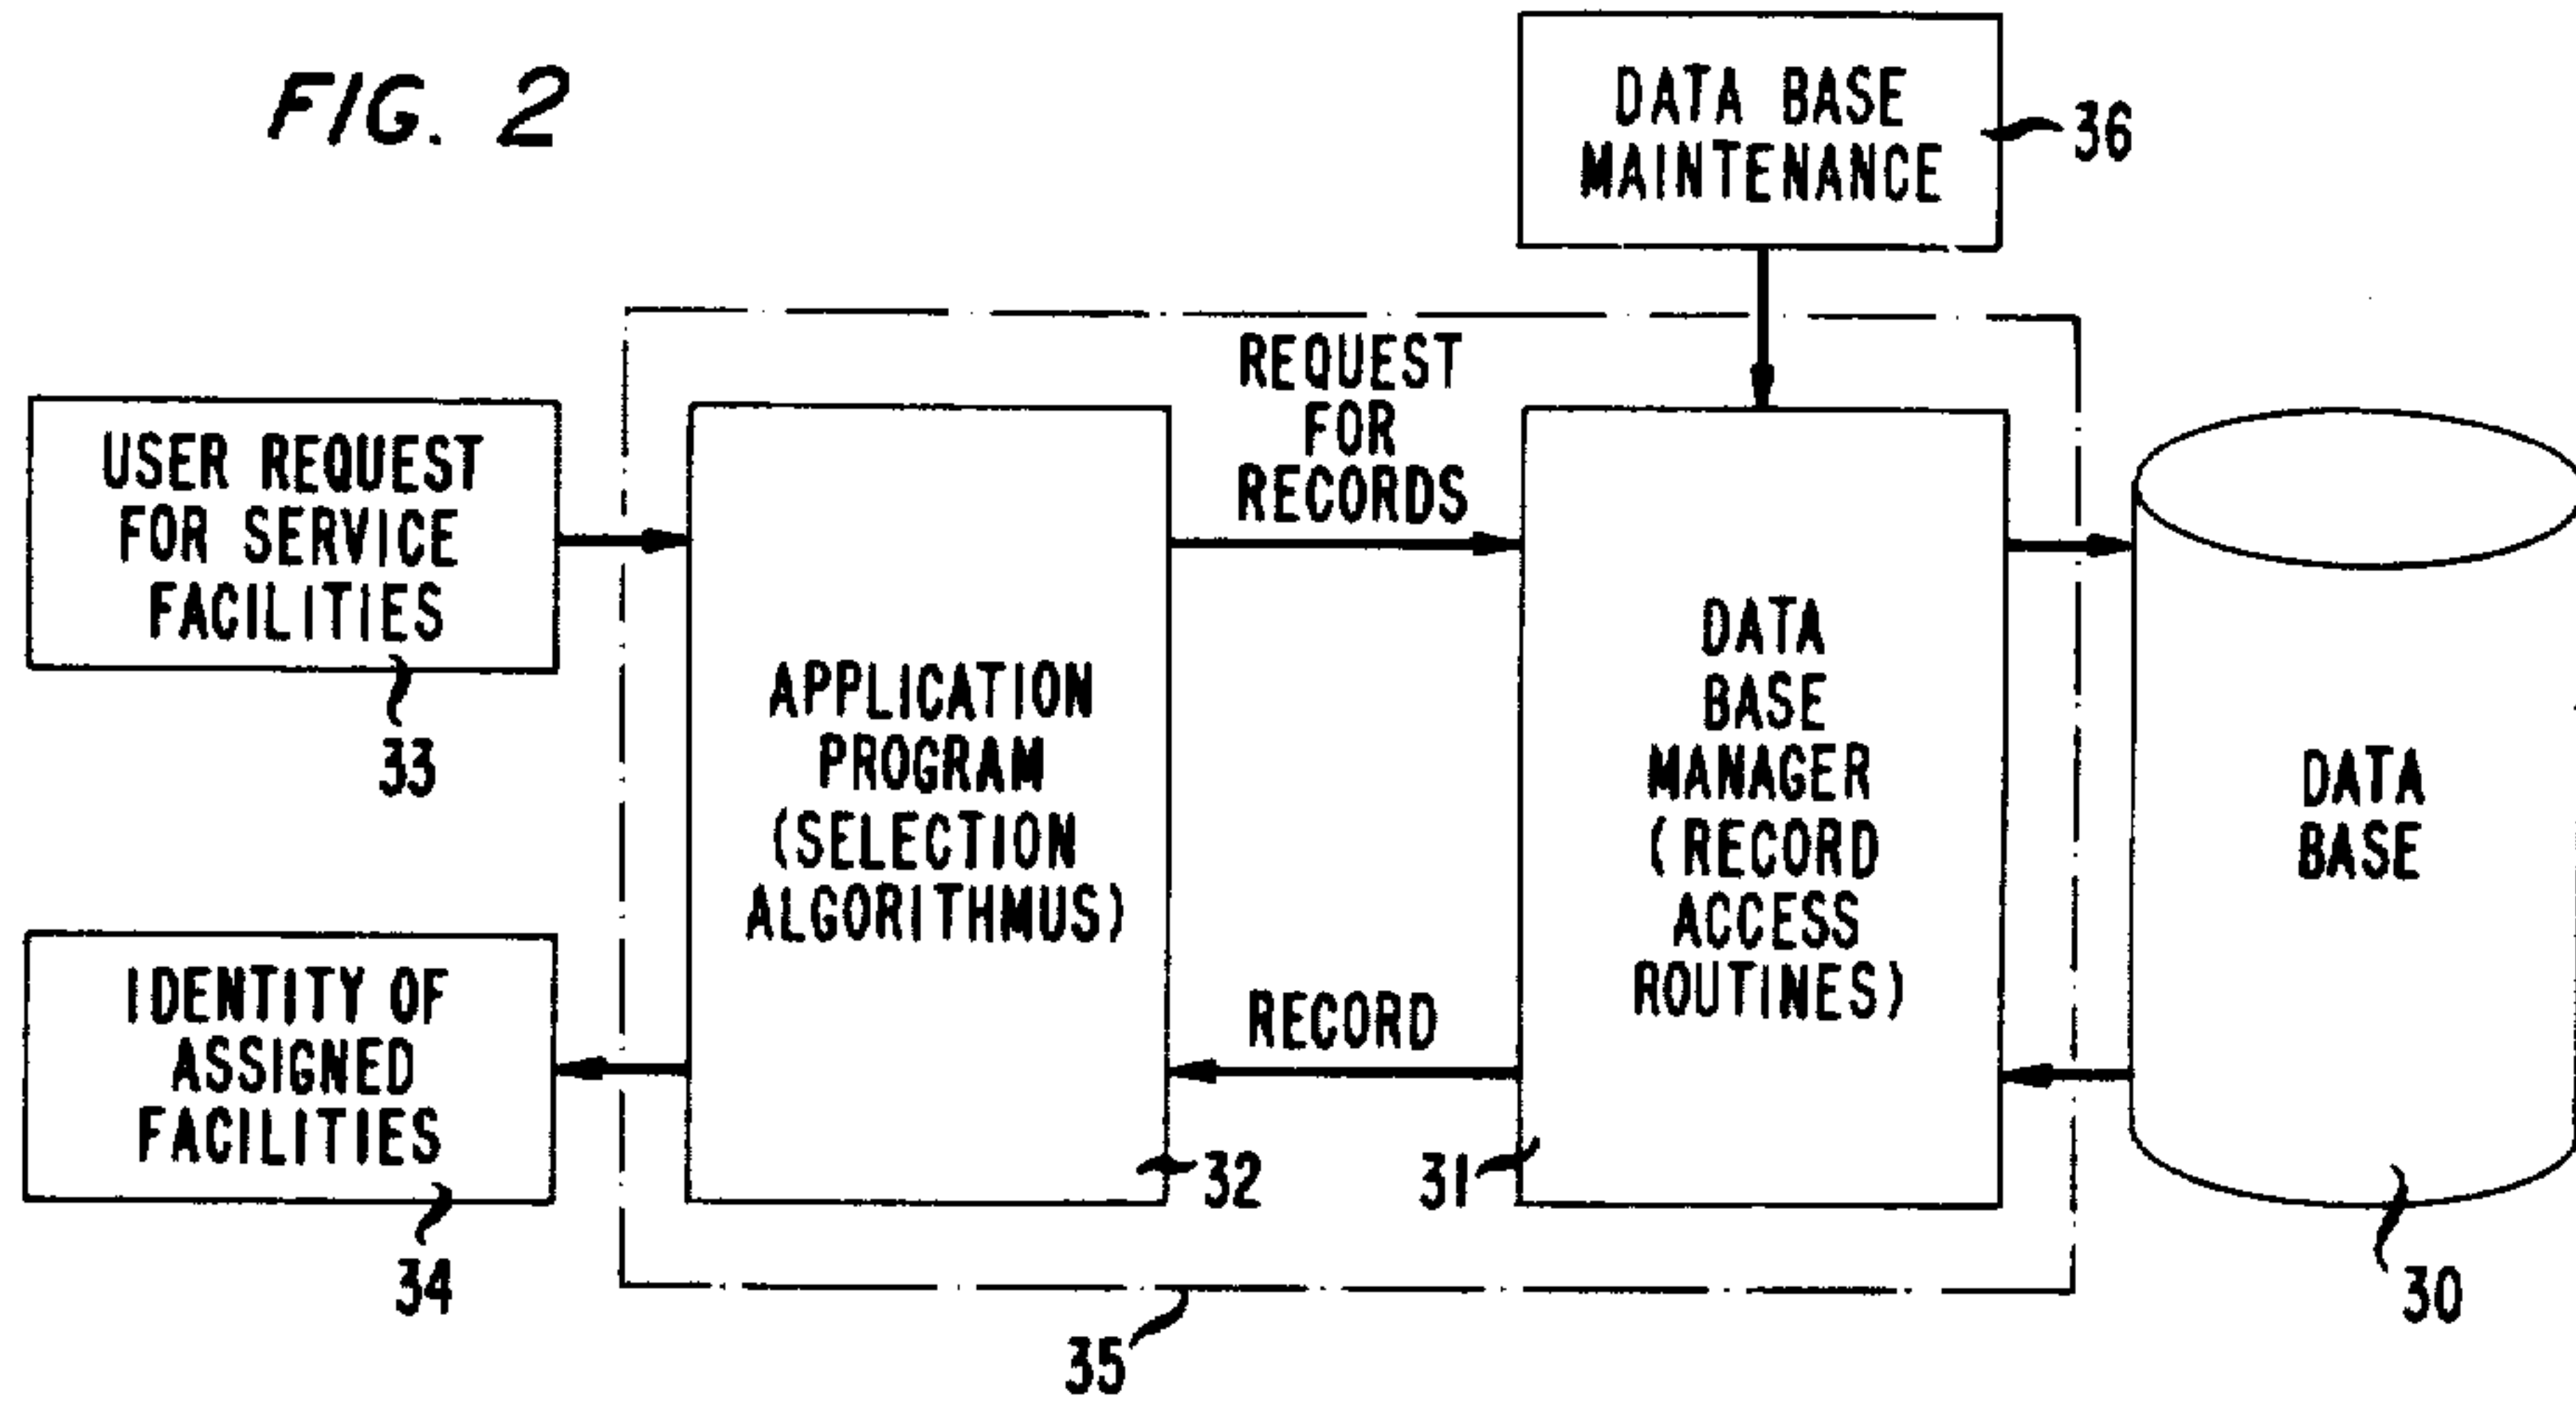 FIG. 2
DATA BASE
MAINTENANCE
36
USER REQUEST
FOR SERVICE
FACILITIES
33
REQUEST
FOR
RECORDS
APPLICATION
PROGRAM
(SELECTION
ALGORITHMUS)
32
DATA
BASE
MANAGER
(RECORD
ACCESS
ROUTINES)
31
DATA
BASE
30
IDENTITY OF
ASSIGNED
FACILITIES
34
RECORD
35